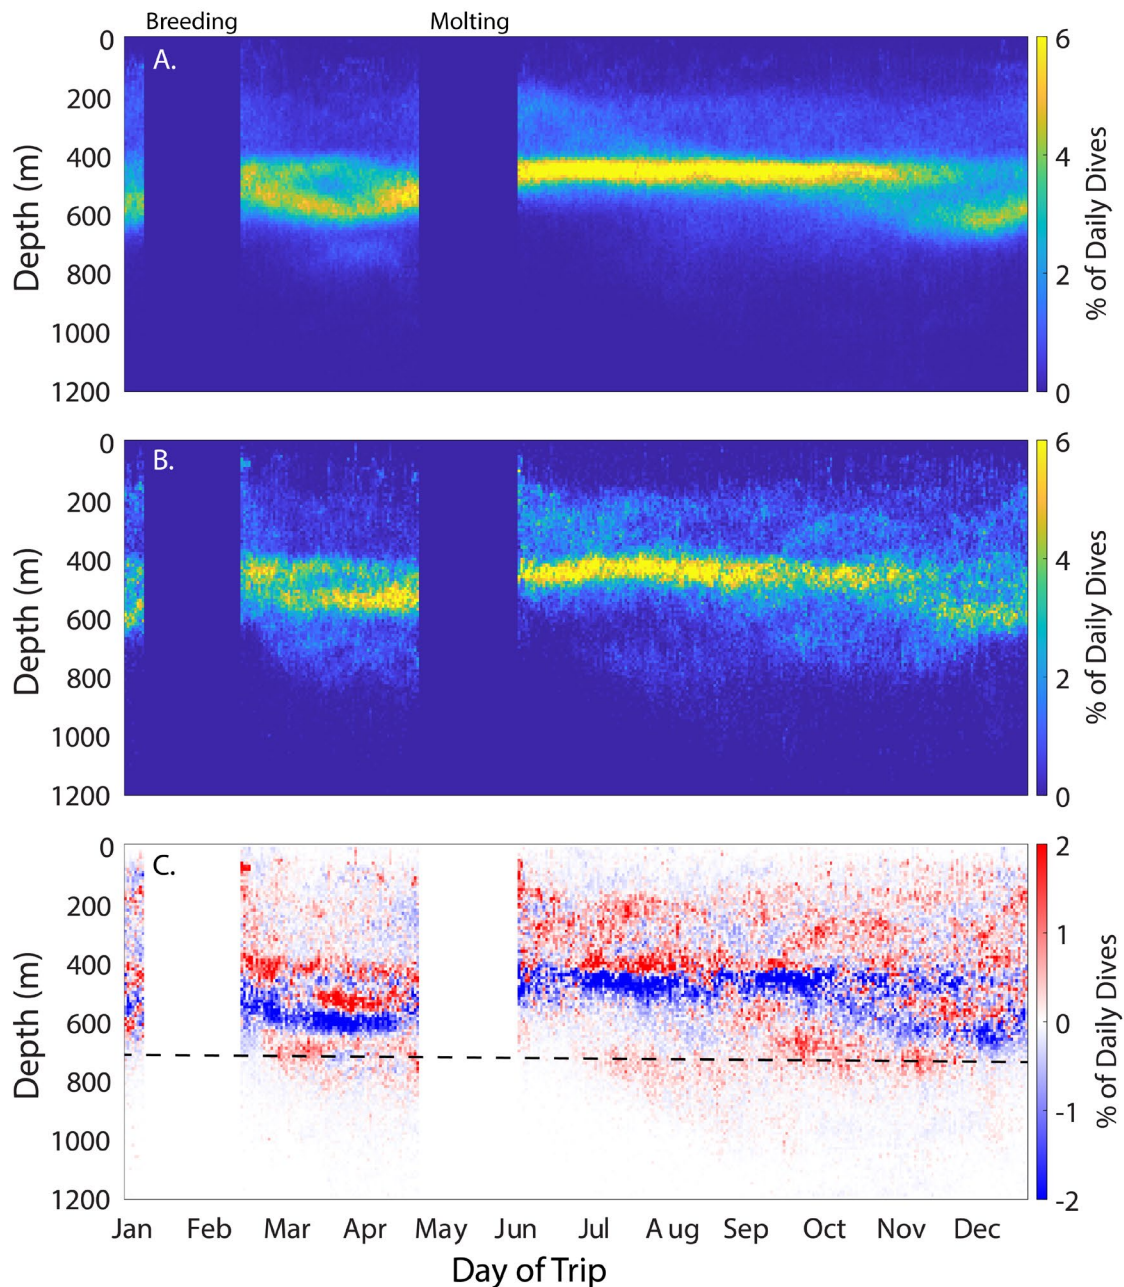 Breeding
Molting
A.
0
200
400
600
800
1000
1200
Depth (m)
6
4
2
0
% of Daily Dives
B.
0
200
400
600
800
1000
1200
Depth (m)
6
4
2
0
% of Daily Dives
C.
0
200
400
600
800
1000
1200
Depth (m)
2
1
0
-1
-2
% of Daily Dives
Jan Feb Mar Apr May Jun Jul Aug Sep Oct Nov Dec
Day of Trip